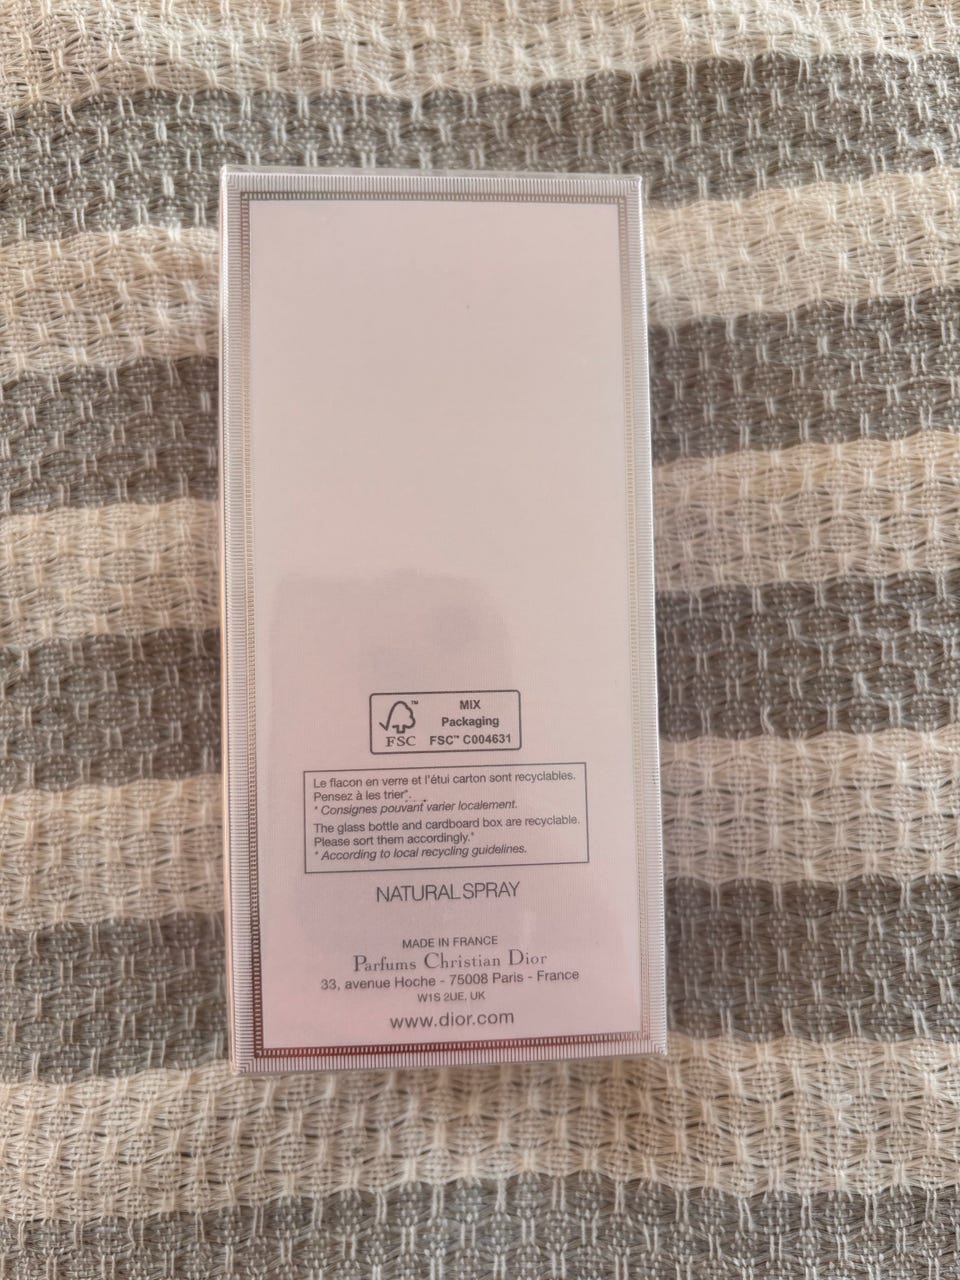 MIX
Packaging
FSC™ C004631
™
FSC
Le flacon en verre et l'étui carton sont recyclables.
Pensez à les trier*.
* Consignes pouvant varier localement.
The glass bottle and cardboard box are recyclable.
Please sort them accordingly.*
* According to local recycling guidelines.
NATURAL SPRAY
MADE IN FRANCE
Parfums Christian Dior
33, avenue Hoche - 75008 Paris - France
W1S 2UE, UK
www.dior.com